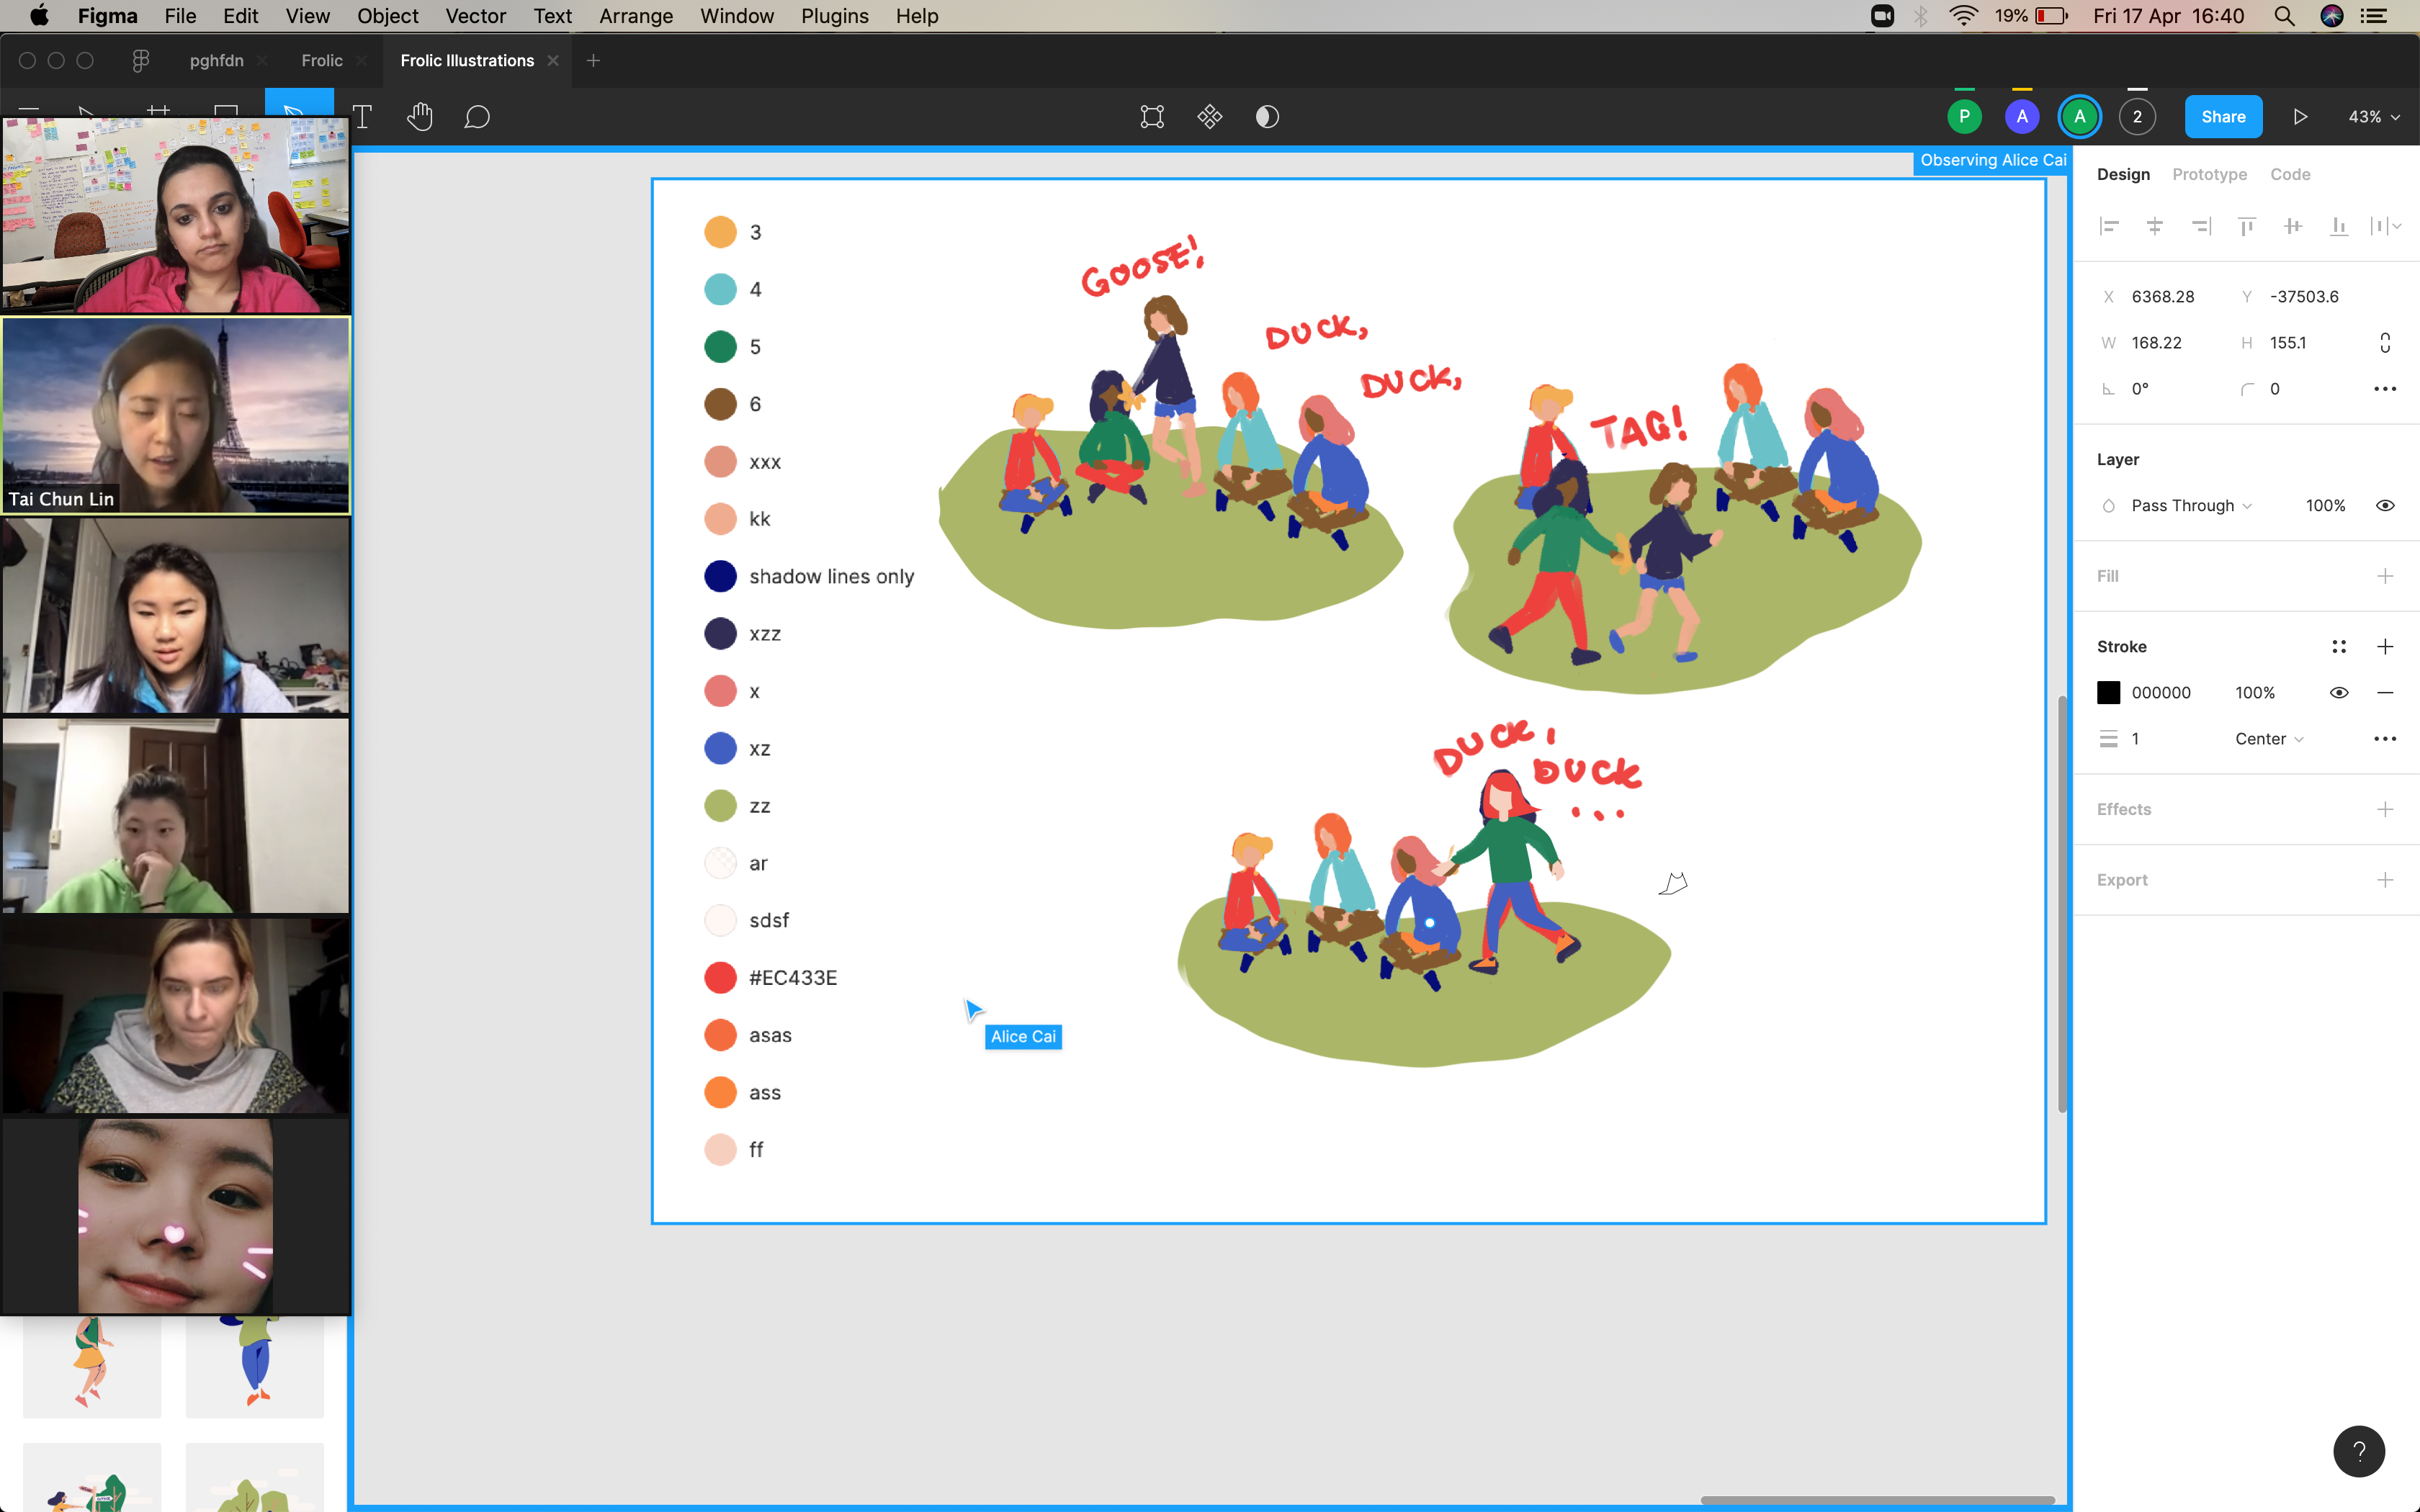 Figma File Edit View Object Vector Text Arrange Window Plugins Help
19% Fri 17 Apr 16:40
pghfdn Frolic Frolic Illustrations
P A A 2 Share 43%
Observing Alice Cai
Tai Chun Lin
3
4
5
6
xxx
kk
shadow lines only
xzz
x
xz
zz
ar
sdsf
#EC433E
asas
ass
ff
GOOSE!
DUCK,
DUCK,
TAG!
DUCK,
DUCK
...
Alice Cai
Design Prototype Code
X 6368.28 Y -37503.6
W 168.22 H 155.1
0° 0
Layer
Pass Through 100%
Fill
Stroke
000000 100%
1 Center
Effects
Export
?